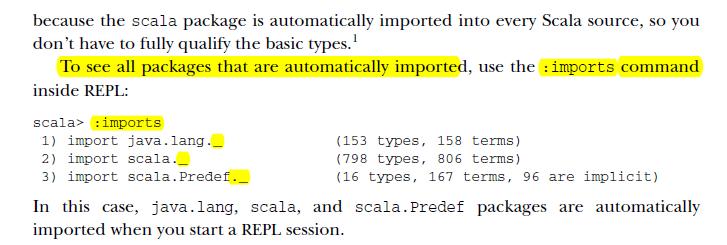 because the scala package is automatically imported into every Scala source, so you
don't have to fully qualify the basic types.1
To see all packages that are automatically imported, use the :imports command
inside REPL:
scala> :imports
1) import java.lang._ (153 types, 158 terms)
2) import scala._ (798 types, 806 terms)
3) import scala.Predef._ (16 types, 167 terms, 96 are implicit)
In this case, java.lang, scala, and scala.Predef packages are automatically
imported when you start a REPL session.